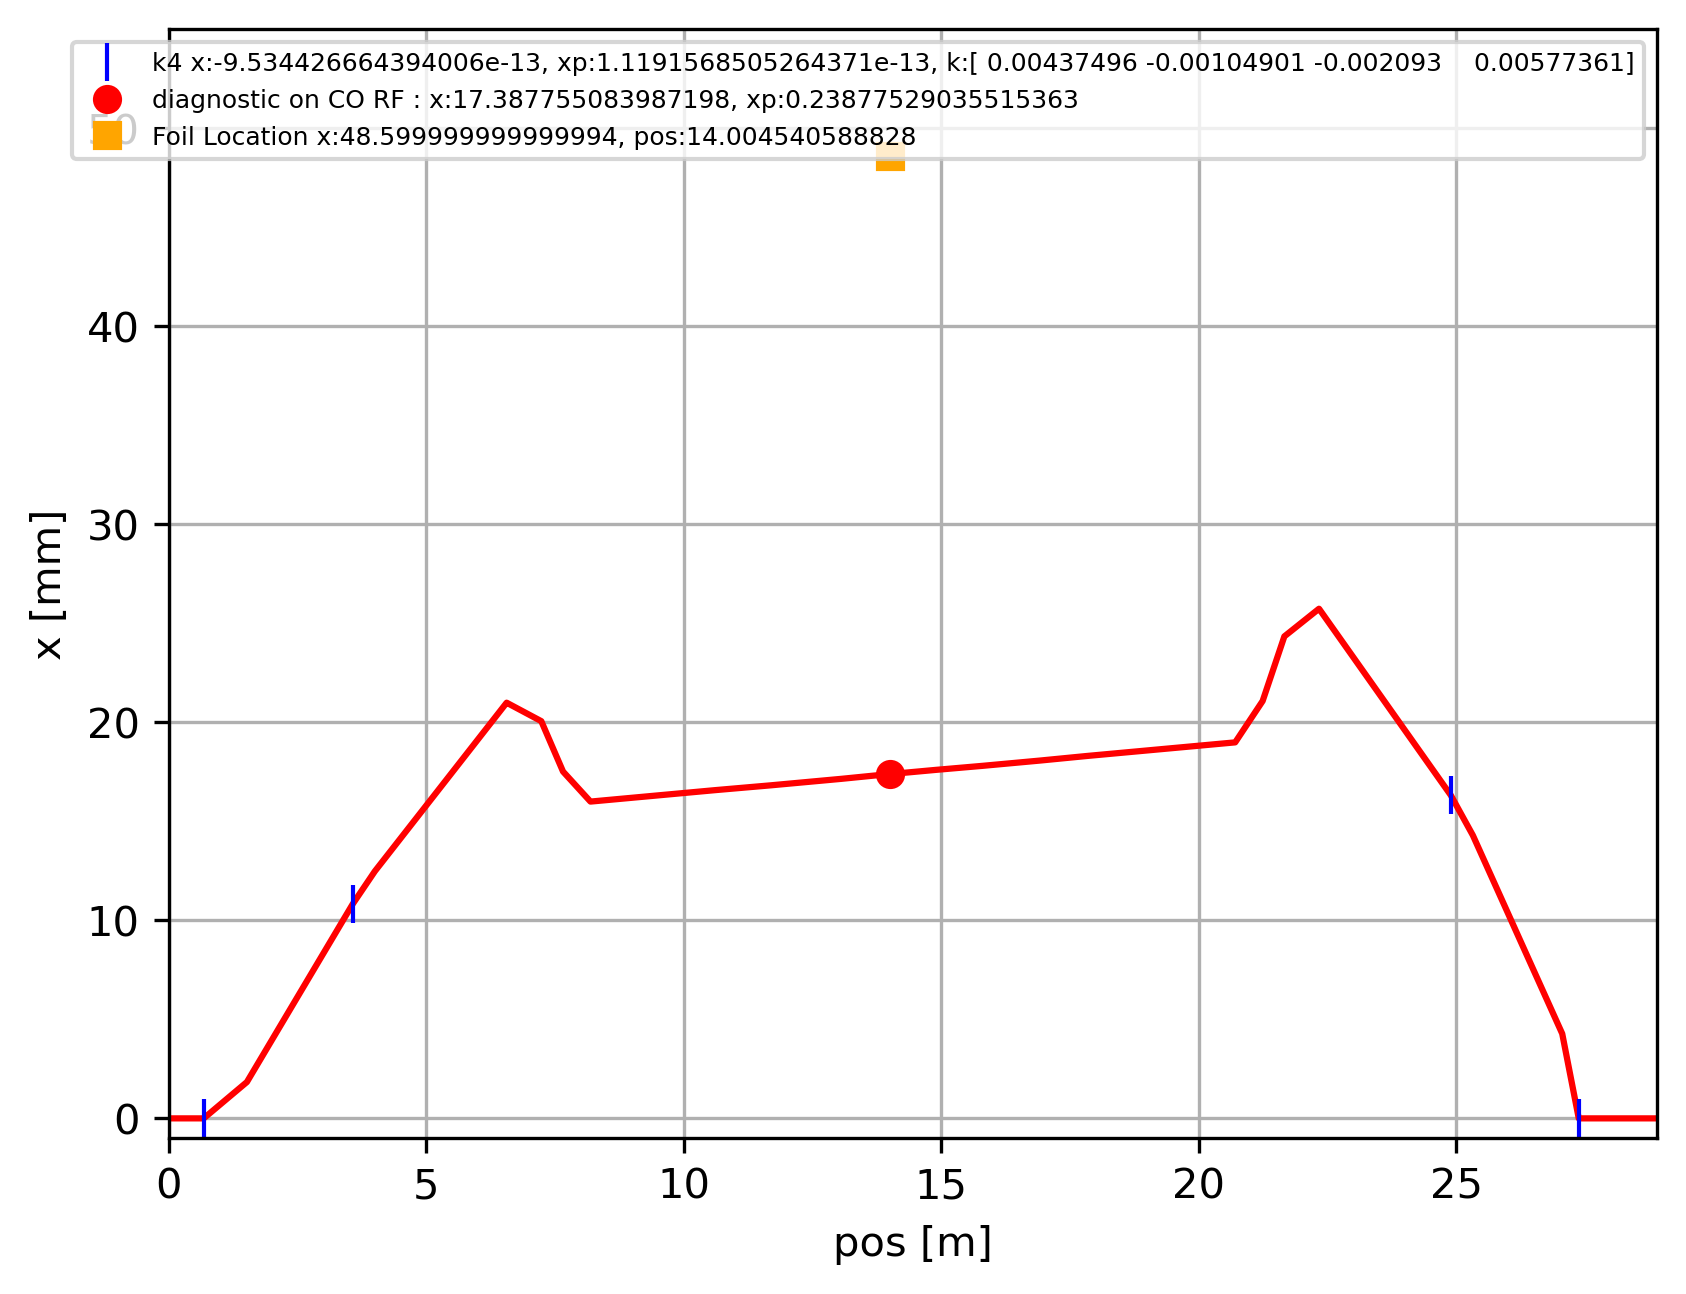 k4 x:-9.534426664394006e-13, xp:1.1191568505264371e-13, k:[ 0.00437496 -0.00104901 -0.002093    0.00577361]
diagnostic on CO RF : x:17.387755083987198, xp:0.23877529035515363
Foil Location x:48.599999999999994, pos:14.004540588828
50
40
30
20
10
0
x [mm]
0 5 10 15 20 25
pos [m]